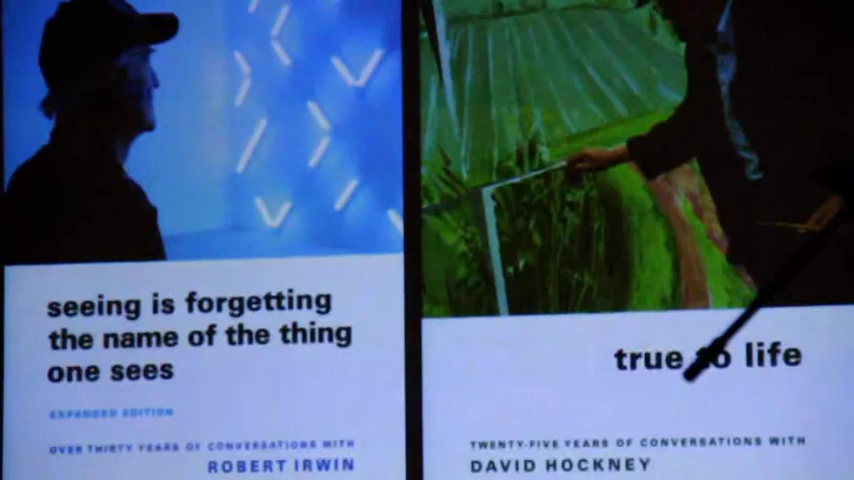 seeing is forgetting
the name of the thing
one sees
EXPANDED EDITION
OVER THIRTY YEARS OF CONVERSATIONS WITH
ROBERT IRWIN
true to life
TWENTY-FIVE YEARS OF CONVERSATIONS WITH
DAVID HOCKNEY